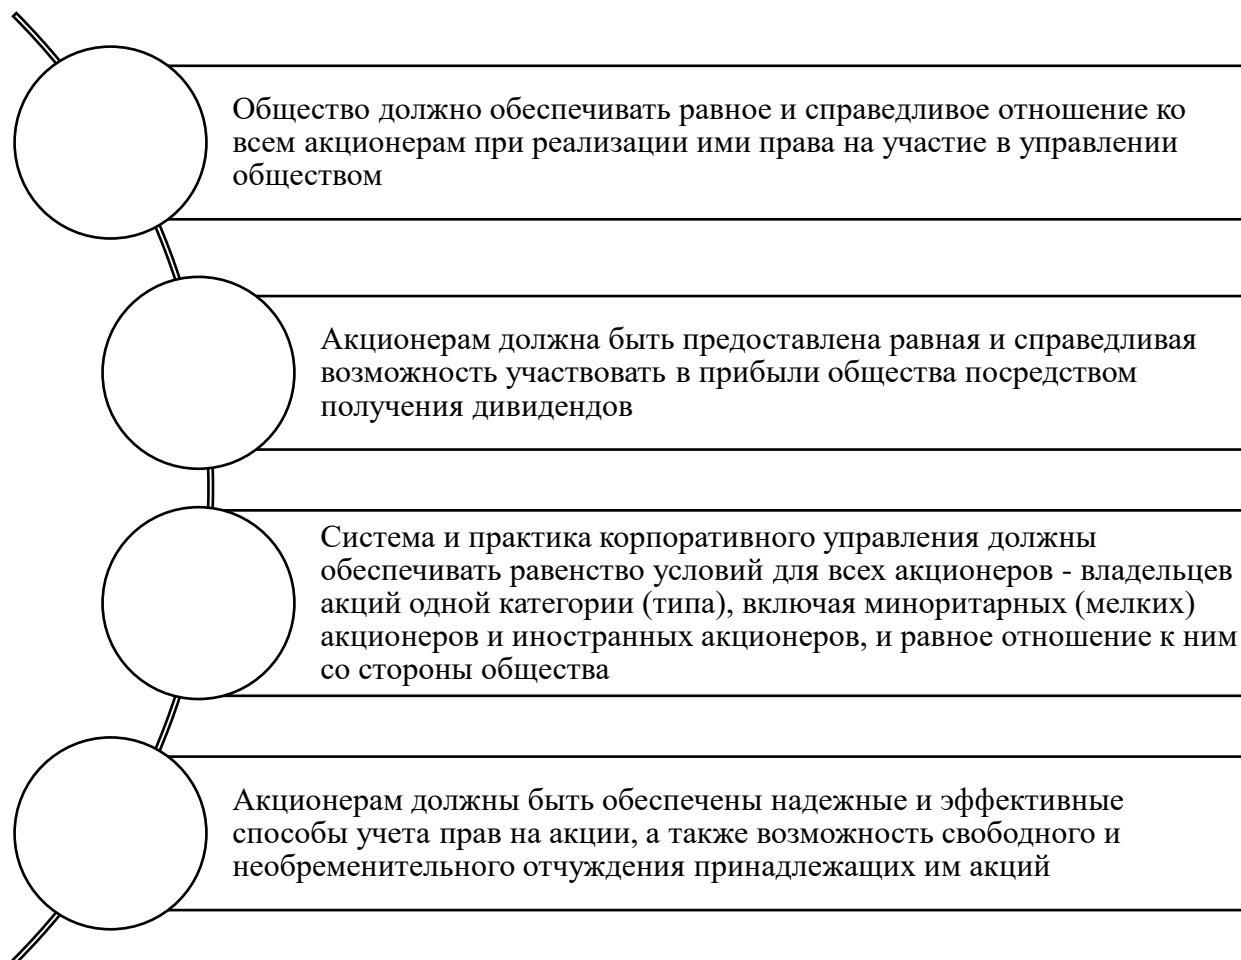 Общество должно обеспечивать равное и справедливое отношение ко
всем акционерам при реализации ими права на участие в управлении
обществом
Акционерам должна быть предоставлена равная и справедливая
возможность участвовать в прибыли общества посредством
получения дивидендов
Система и практика корпоративного управления должны
обеспечивать равенство условий для всех акционеров - владельцев
акций одной категории (типа), включая миноритарных (мелких)
акционеров и иностранных акционеров, и равное отношение к ним
со стороны общества
Акционерам должны быть обеспечены надежные и эффективные
способы учета прав на акции, а также возможность свободного и
необременительного отчуждения принадлежащих им акций